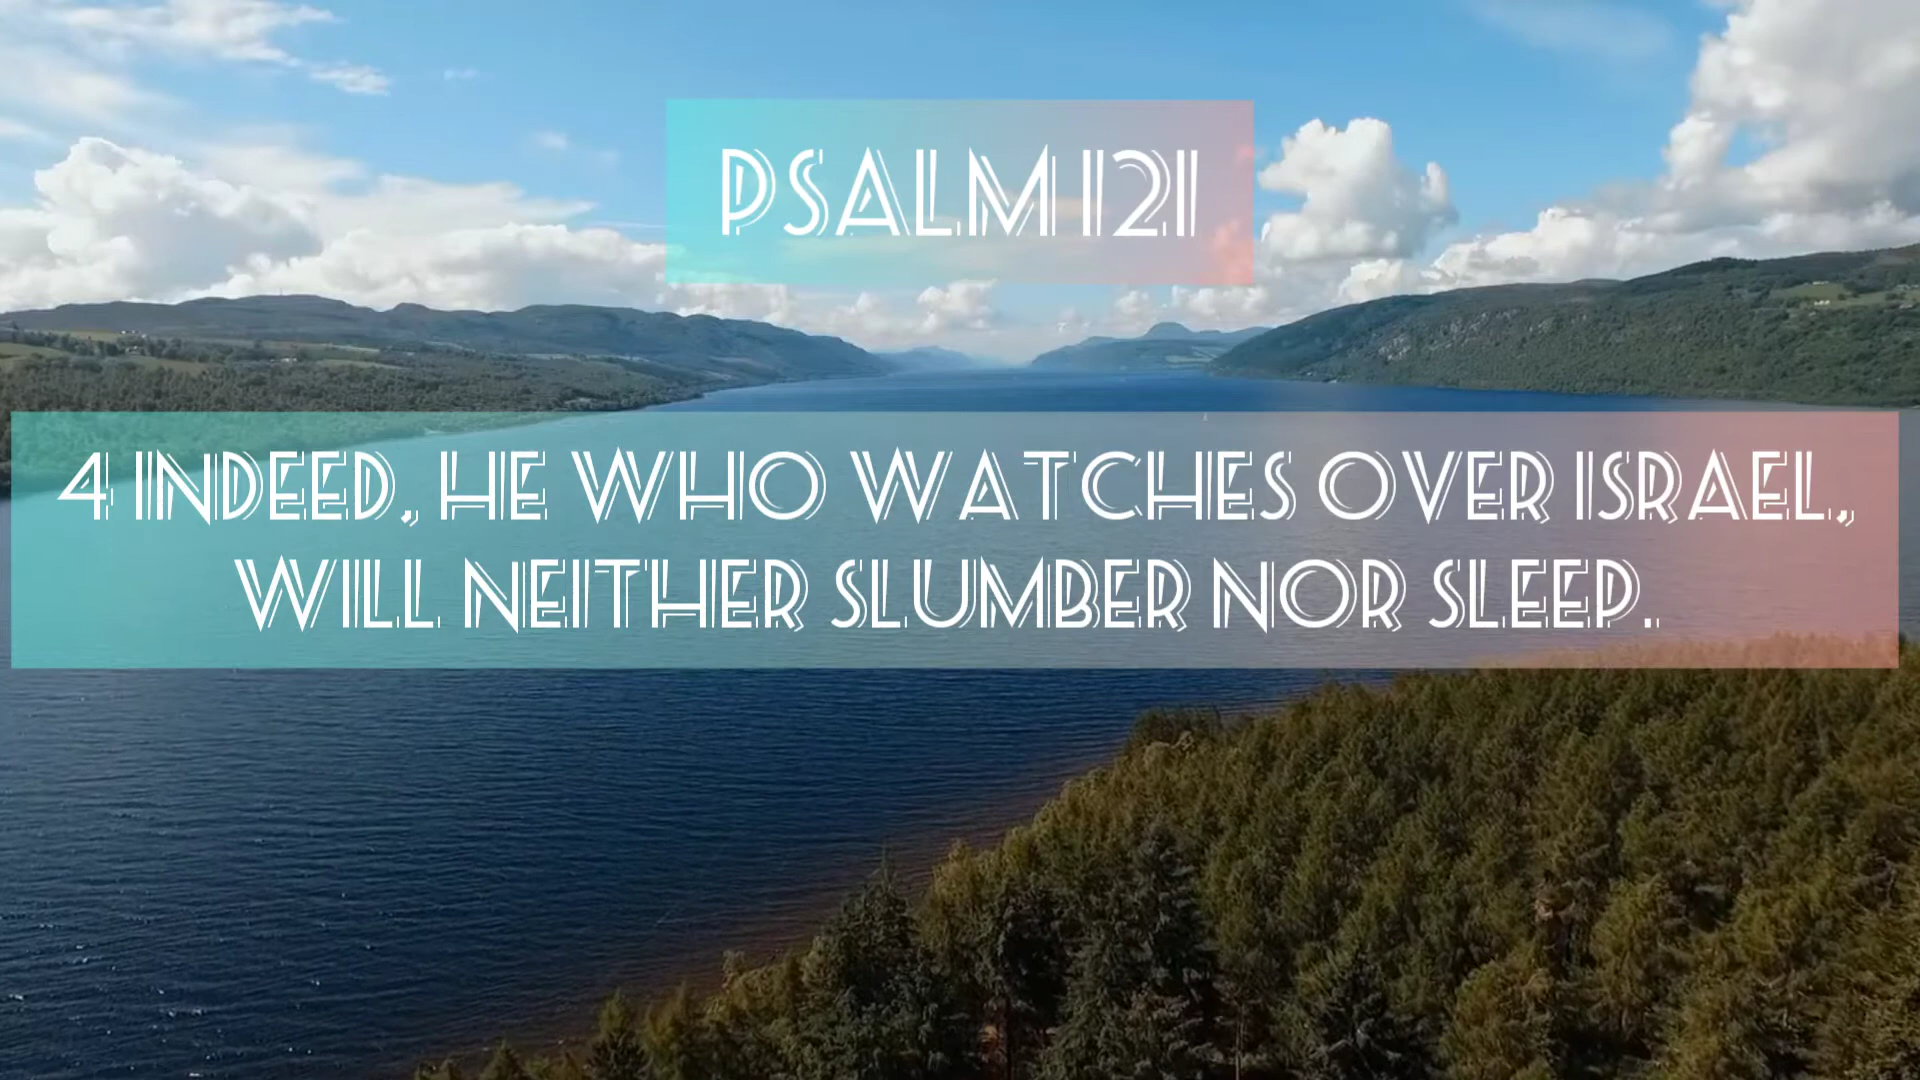 PSALM 121
4 INDEED, HE WHO WATCHES OVER ISRAEL,
WILL NEITHER SLUMBER NOR SLEEP.